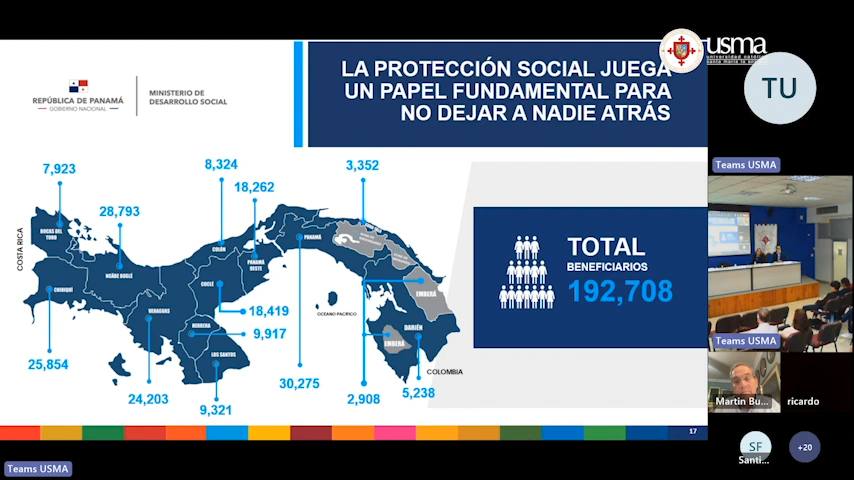 usma
REPÚBLICA DE PANAMÁ
GOBIERNO NACIONAL
MINISTERIO DE
DESARROLLO SOCIAL
LA PROTECCIÓN SOCIAL JUEGA
UN PAPEL FUNDAMENTAL PARA
NO DEJAR A NADIE ATRÁS
TU
Teams USMA
7,923
8,324
3,352
18,262
28,793
COSTA RICA
BOCAS DEL
TORO
NGÄBE BUGLÉ
COLÓN
PANAMÁ
OESTE
PANAMÁ
CHIRIQUÍ
COCLÉ
EMBERÁ
VERAGUAS
HERRERA
LOS SANTOS
OCEANO PACÍFICO
DARIÉN
EMBERÁ
COLOMBIA
18,419
9,917
25,854
24,203
9,321
30,275
2,908
5,238
TOTAL
BENEFICIARIOS
192,708
17
Teams USMA
Martin Bu...
ricardo
SF
Santi...
+20
Teams USMA